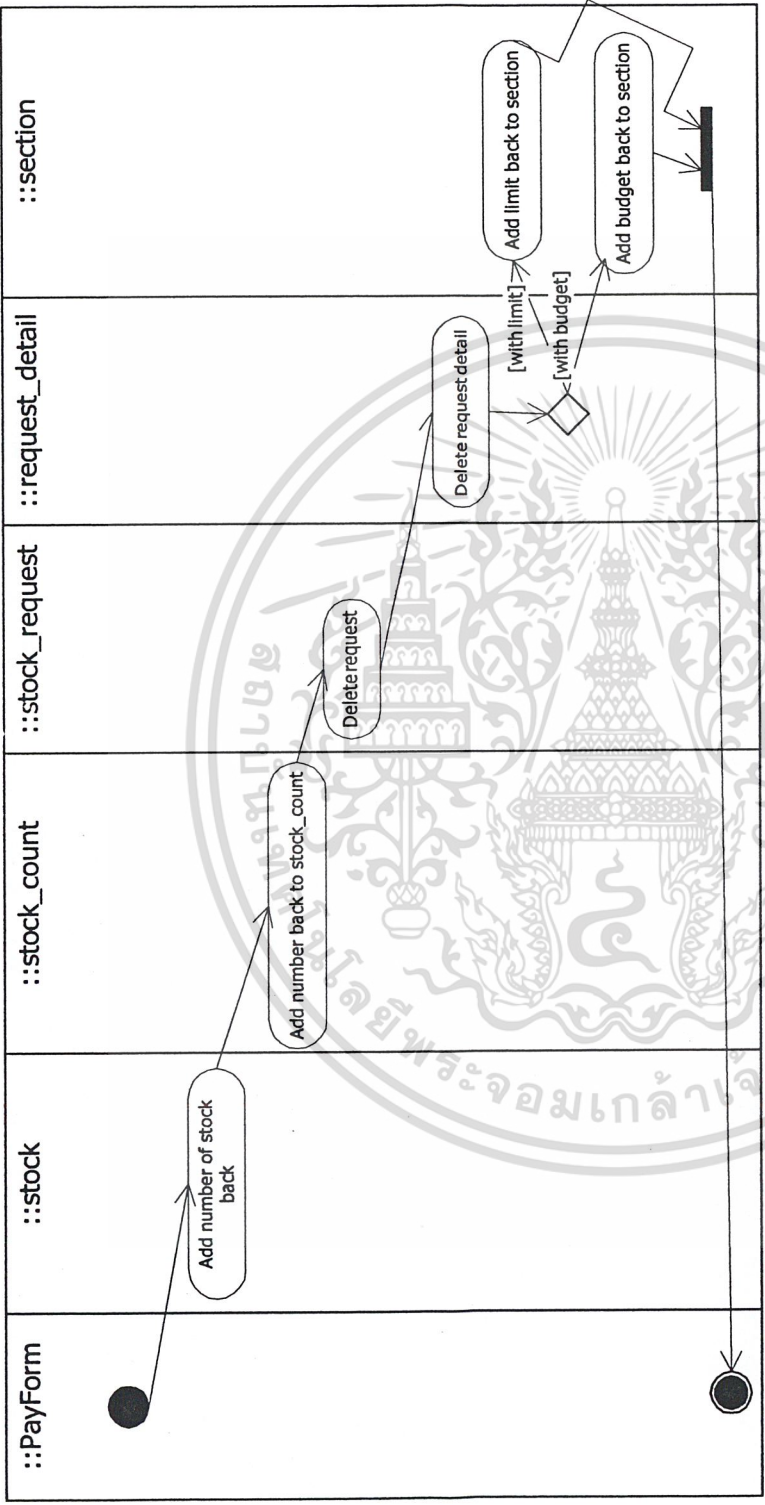 ::PayForm
::stock
::stock_count
::stock_request
::request_detail
::section
Add number of stock
back
Add number back to stock_count
Delete request
Delete request detail
[with limit]
[with budget]
Add limit back to section
Add budget back to section